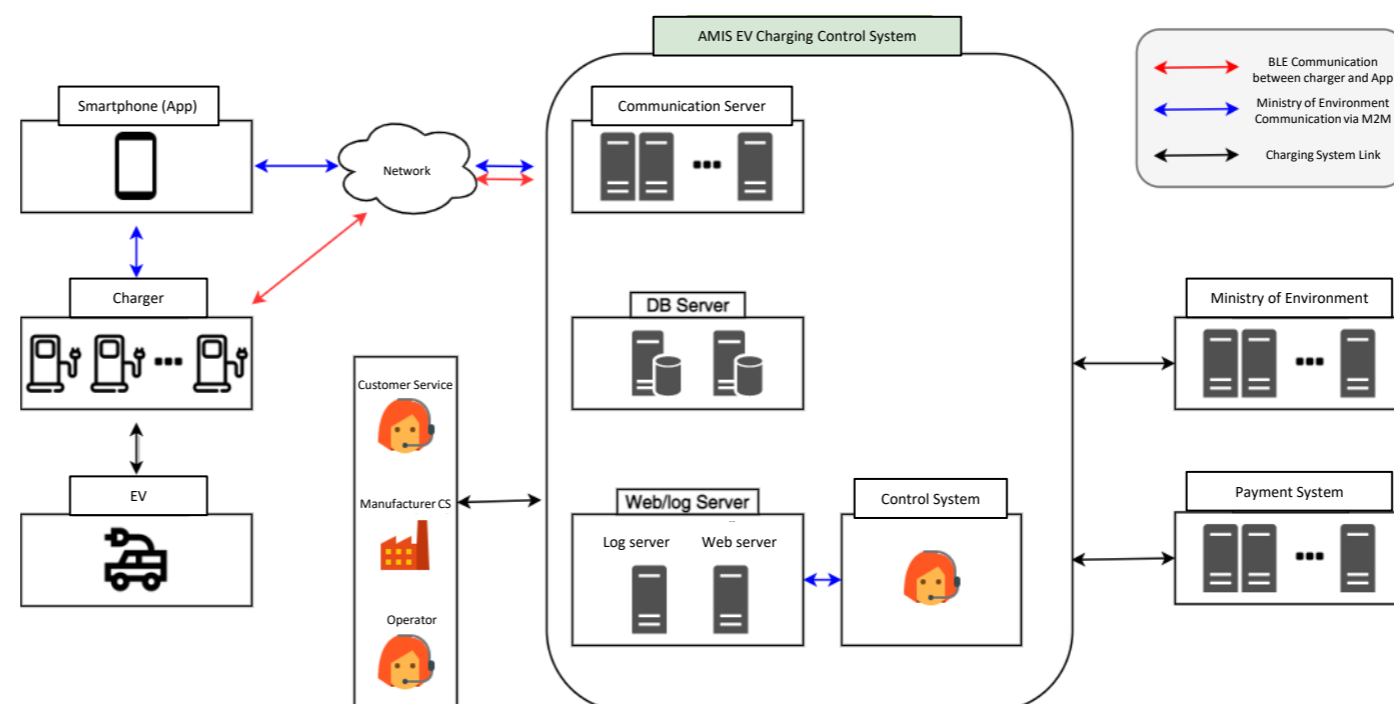 AMIS EV Charging Control System
BLE Communication
between charger and App
Ministry of Environment
Communication via M2M
Charging System Link
Smartphone (App)
Network
Communication Server
Charger
DB Server
Ministry of Environment
Customer Service
Manufacturer CS
Operator
EV
Web/log Server
Log server
Web server
Control System
Payment System